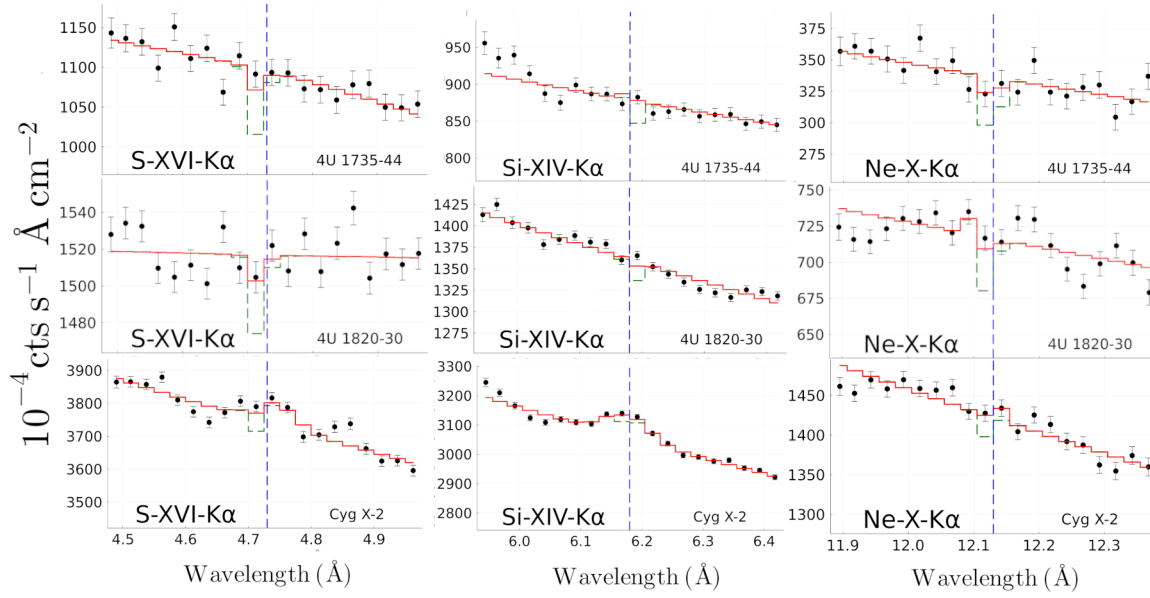 10⁻⁴ cts s⁻¹ Å cm⁻²
1150
1100
1050
1000
S-XVI-Kα
4U 1735-44
950
900
850
800
Si-XIV-Kα
4U 1735-44
375
350
325
300
275
Ne-X-Kα
4U 1735-44
1540
1520
1500
1480
S-XVI-Kα
4U 1820-30
1425
1400
1375
1350
1325
1300
1275
Si-XIV-Kα
4U 1820-30
750
725
700
675
650
Ne-X-Kα
4U 1820-30
3900
3800
3700
3600
3500
S-XVI-Kα
Cyg X-2
4.5 4.6 4.7 4.8 4.9
Wavelength (Å)
3300
3200
3100
3000
2900
2800
Si-XIV-Kα
Cyg X-2
6.0 6.1 6.2 6.3 6.4
Wavelength (Å)
1450
1400
1350
1300
Ne-X-Kα
Cyg X-2
11.9 12.0 12.1 12.2 12.3
Wavelength (Å)